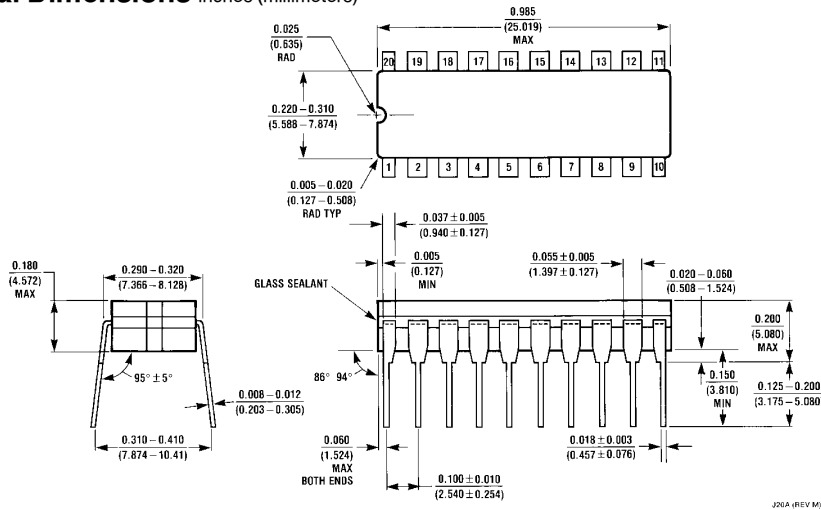 al Dimensions inches (millimeters)
0.985
(25.019)
MAX
0.025
(0.635)
RAD
20 19 18 17 16 15 14 13 12 11
0.220 – 0.310
(5.588 – 7.874)
1 2 3 4 5 6 7 8 9 10
0.005 – 0.020
(0.127 – 0.508)
RAD TYP
0.037 ± 0.005
(0.940 ± 0.127)
0.180
(4.572)
MAX
0.290 – 0.320
(7.366 – 8.128)
GLASS SEALANT
0.005
(0.127)
MIN
0.055 ± 0.005
(1.397 ± 0.127)
0.020 – 0.060
(0.508 – 1.524)
0.200
(5.080)
MAX
95° ± 5°
86° 94°
0.150
(3.810)
MIN
0.125 – 0.200
(3.175 – 5.080
0.008 – 0.012
(0.203 – 0.305)
0.310 – 0.410
(7.874 – 10.41)
0.060
(1.524)
MAX
BOTH ENDS
0.100 ± 0.010
(2.540 ± 0.254)
0.018 ± 0.003
(0.457 ± 0.076)
J20A (REV M)